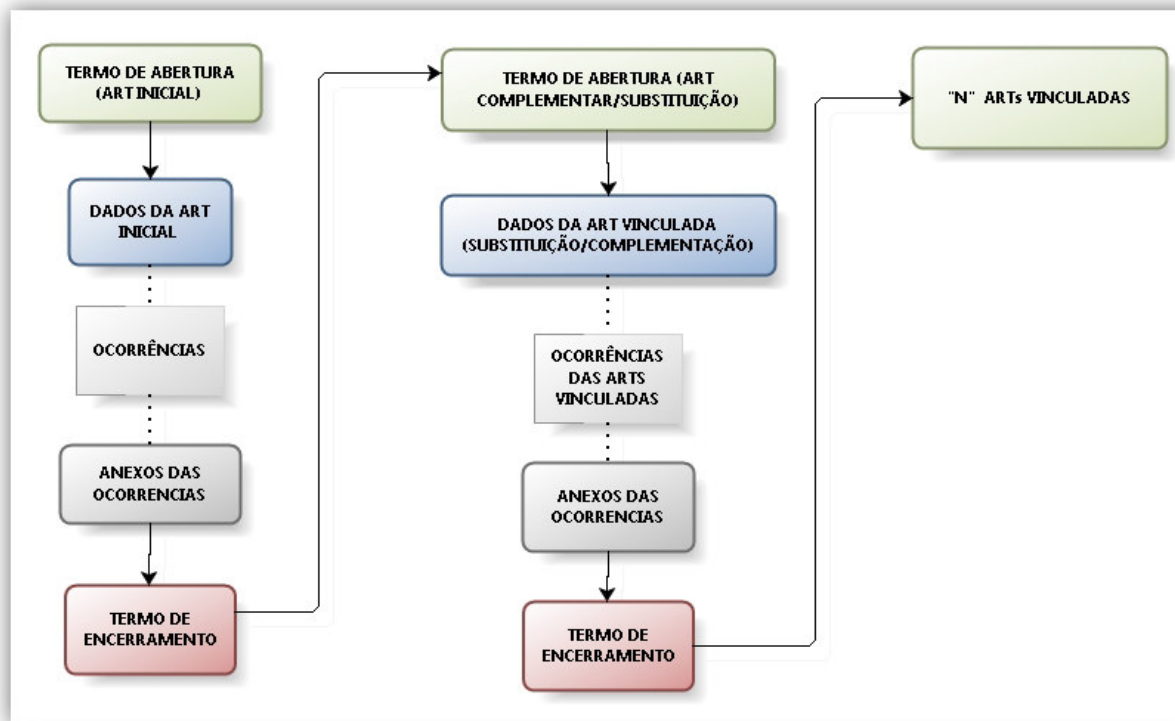 TERMO DE ABERTURA
(ART INICIAL)
DADOS DA ART
INICIAL
OCORRÊNCIAS
ANEXOS DAS
OCORRENCIAS
TERMO DE
ENCERRAMENTO
TERMO DE ABERTURA (ART
COMPLEMENTAR/SUBSTITUIÇÃO)
DADOS DA ART VINCULADA
(SUBSTITUIÇÃO/COMPLEMENTAÇÃO)
OCORRÊNCIAS
DAS ARTS
VINCULADAS
ANEXOS DAS
OCORRENCIAS
TERMO DE
ENCERRAMENTO
"N" ARTs VINCULADAS